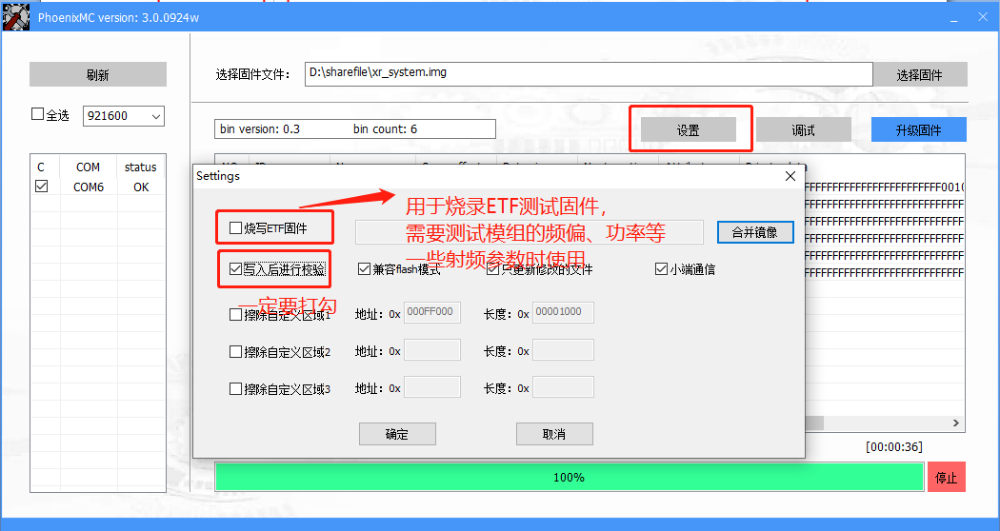 PhoenixMC version: 3.0.0924w
刷新
选择固件文件：
D:\sharefile\xr_system.img
选择固件
全选
921600
bin version: 0.3
bin count: 6
设置
调试
升级固件
C COM status
COM6 OK
Settings
FFFFFFFFFFFFFFFFFFFFFFFF0010
用于烧录ETF测试固件，
需要测试模组的频偏、功率等
一些射频参数时使用
烧写ETF固件
合并镜像
写入后进行校验
兼容flash模式
只更新修改的文件
小端通信
一定要打勾
擦除自定义区域1
地址：0x
000FF000
长度：0x
00001000
擦除自定义区域2
地址：0x
长度：0x
擦除自定义区域3
地址：0x
长度：0x
确定
取消
[00:00:36]
100%
停止